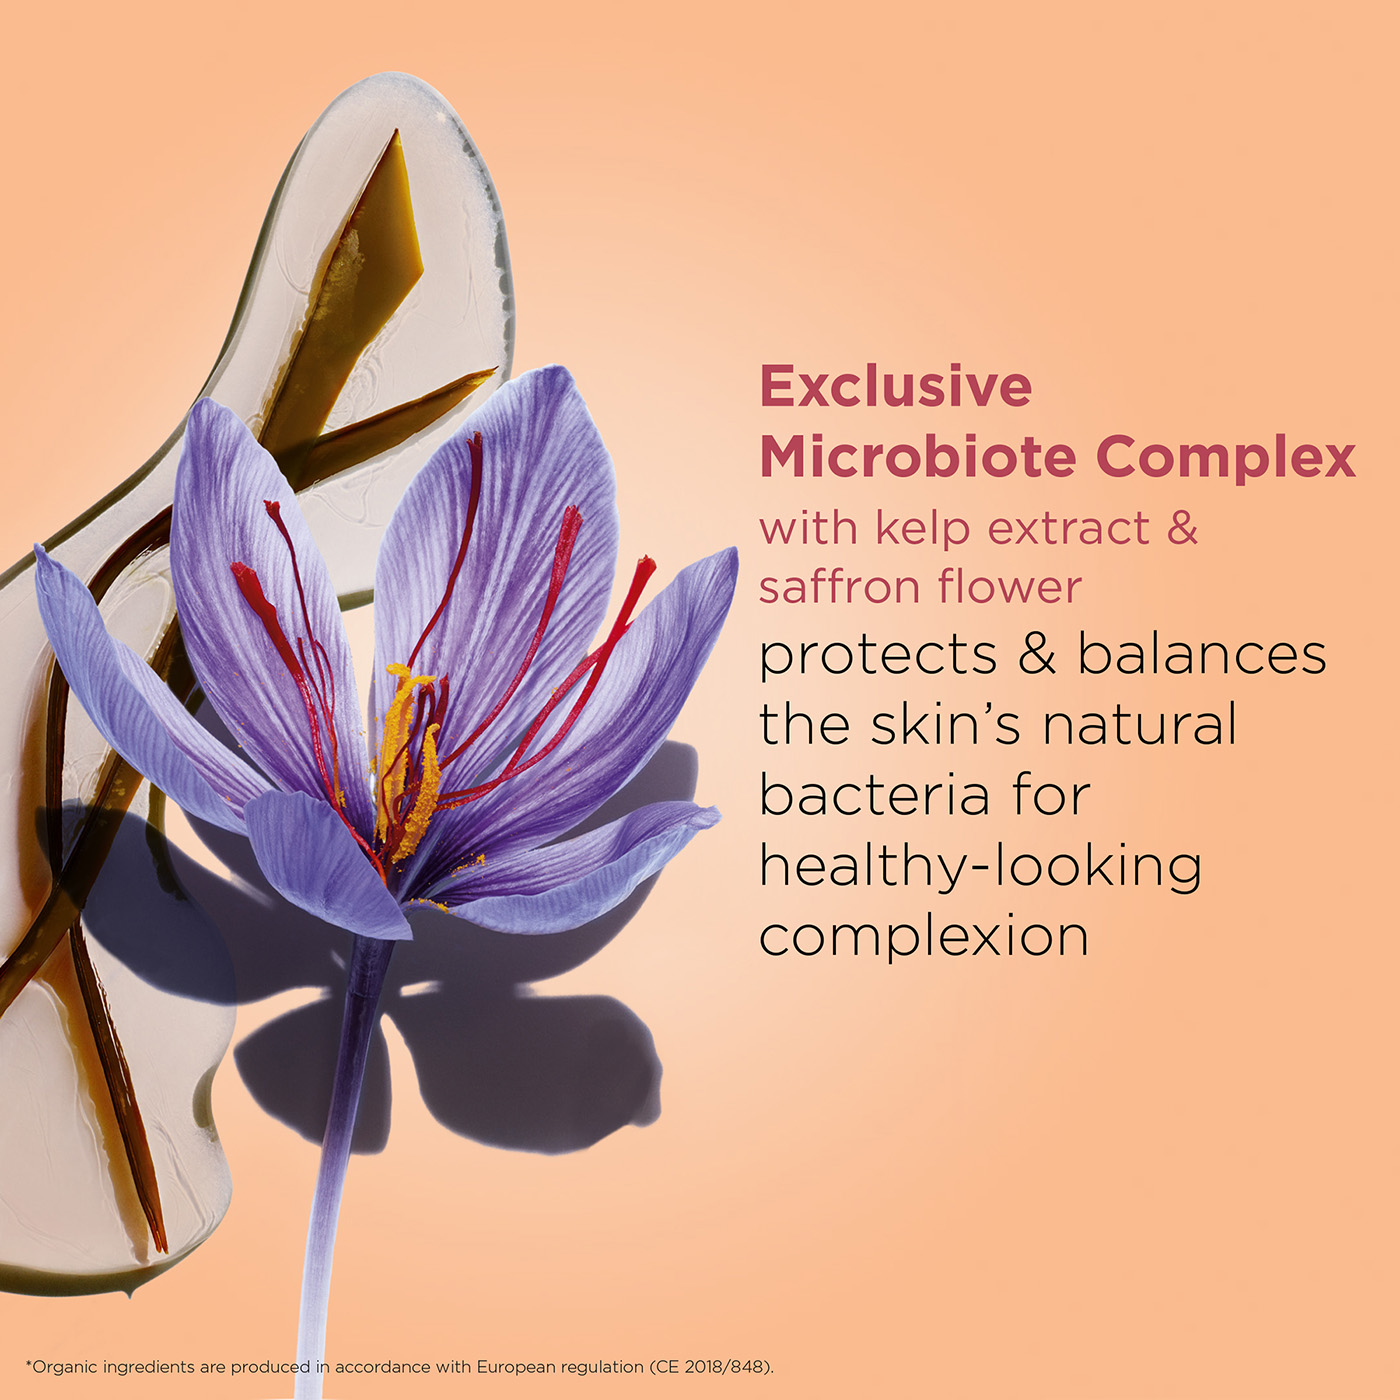 Exclusive
Microbiote Complex
with kelp extract &
saffron flower
protects & balances
the skin’s natural
bacteria for
healthy-looking
complexion
*Organic ingredients are produced in accordance with European regulation (CE 2018/848).